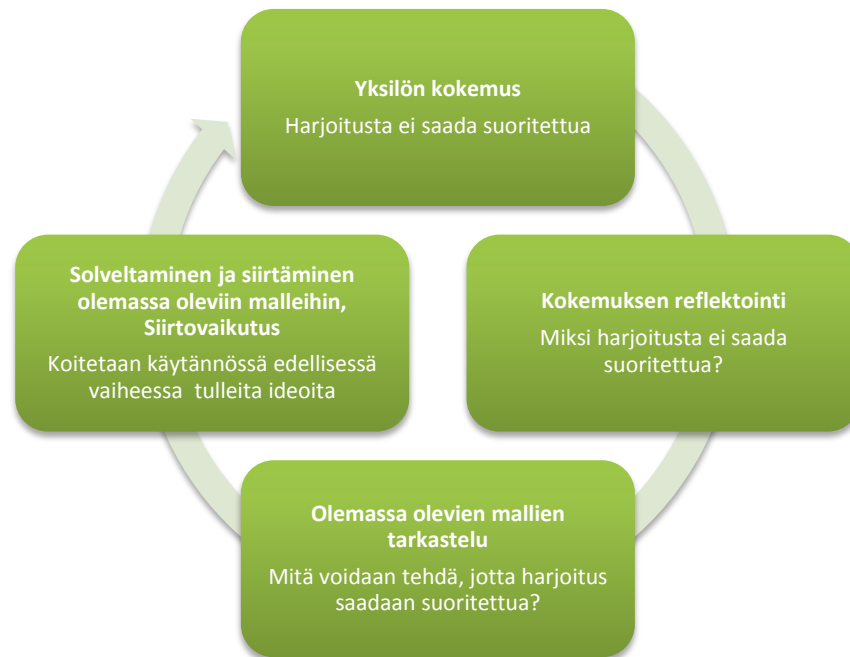 Yksilön kokemus
Harjoitusta ei saada suoritettua
Kokemuksen reflektointi
Miksi harjoitusta ei saada
suoritettua?
Olemassa olevien mallien
tarkastelu
Mitä voidaan tehdä, jotta harjoitus
saadaan suoritettua?
Solveltaminen ja siirtäminen
olemassa oleviin malleihin,
Siirtovaikutus
Koitetaan käytännössä edellisessä
vaiheessa tulleita ideoita